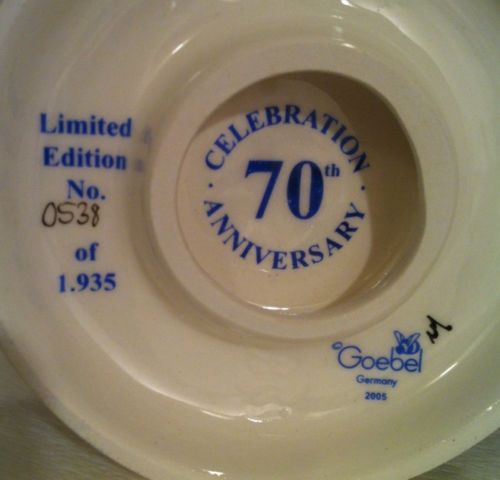 Limited
Edition
No.
0538
of
1.935
CELEBRATION
70th
ANNIVERSARY
©Goebel
Germany
2005